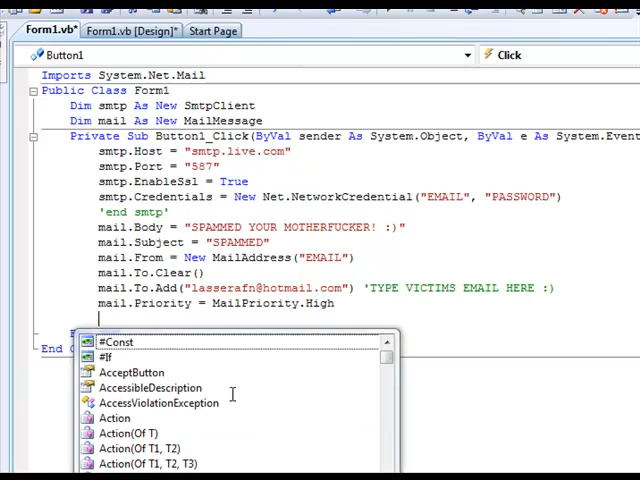 Form1.vb* Form1.vb [Design]* Start Page
Button1 Click
Imports System.Net.Mail
Public Class Form1
Dim smtp As New SmtpClient
Dim mail As New MailMessage
Private Sub Button1_Click(ByVal sender As System.Object, ByVal e As System.Event
smtp.Host = "smtp.live.com"
smtp.Port = "587"
smtp.EnableSsl = True
smtp.Credentials = New Net.NetworkCredential("EMAIL", "PASSWORD")
'end smtp'
mail.Body = "SPAMMED YOUR MOTHERFUCKER! :)"
mail.Subject = "SPAMMED"
mail.From = New MailAddress("EMAIL")
mail.To.Clear()
mail.To.Add("lasserafn@hotmail.com") 'TYPE VICTIMS EMAIL HERE :)
mail.Priority = MailPriority.High
End
#Const
#If
AcceptButton
AccessibleDescription
AccessViolationException
Action
Action(Of T)
Action(Of T1, T2)
Action(Of T1, T2, T3)